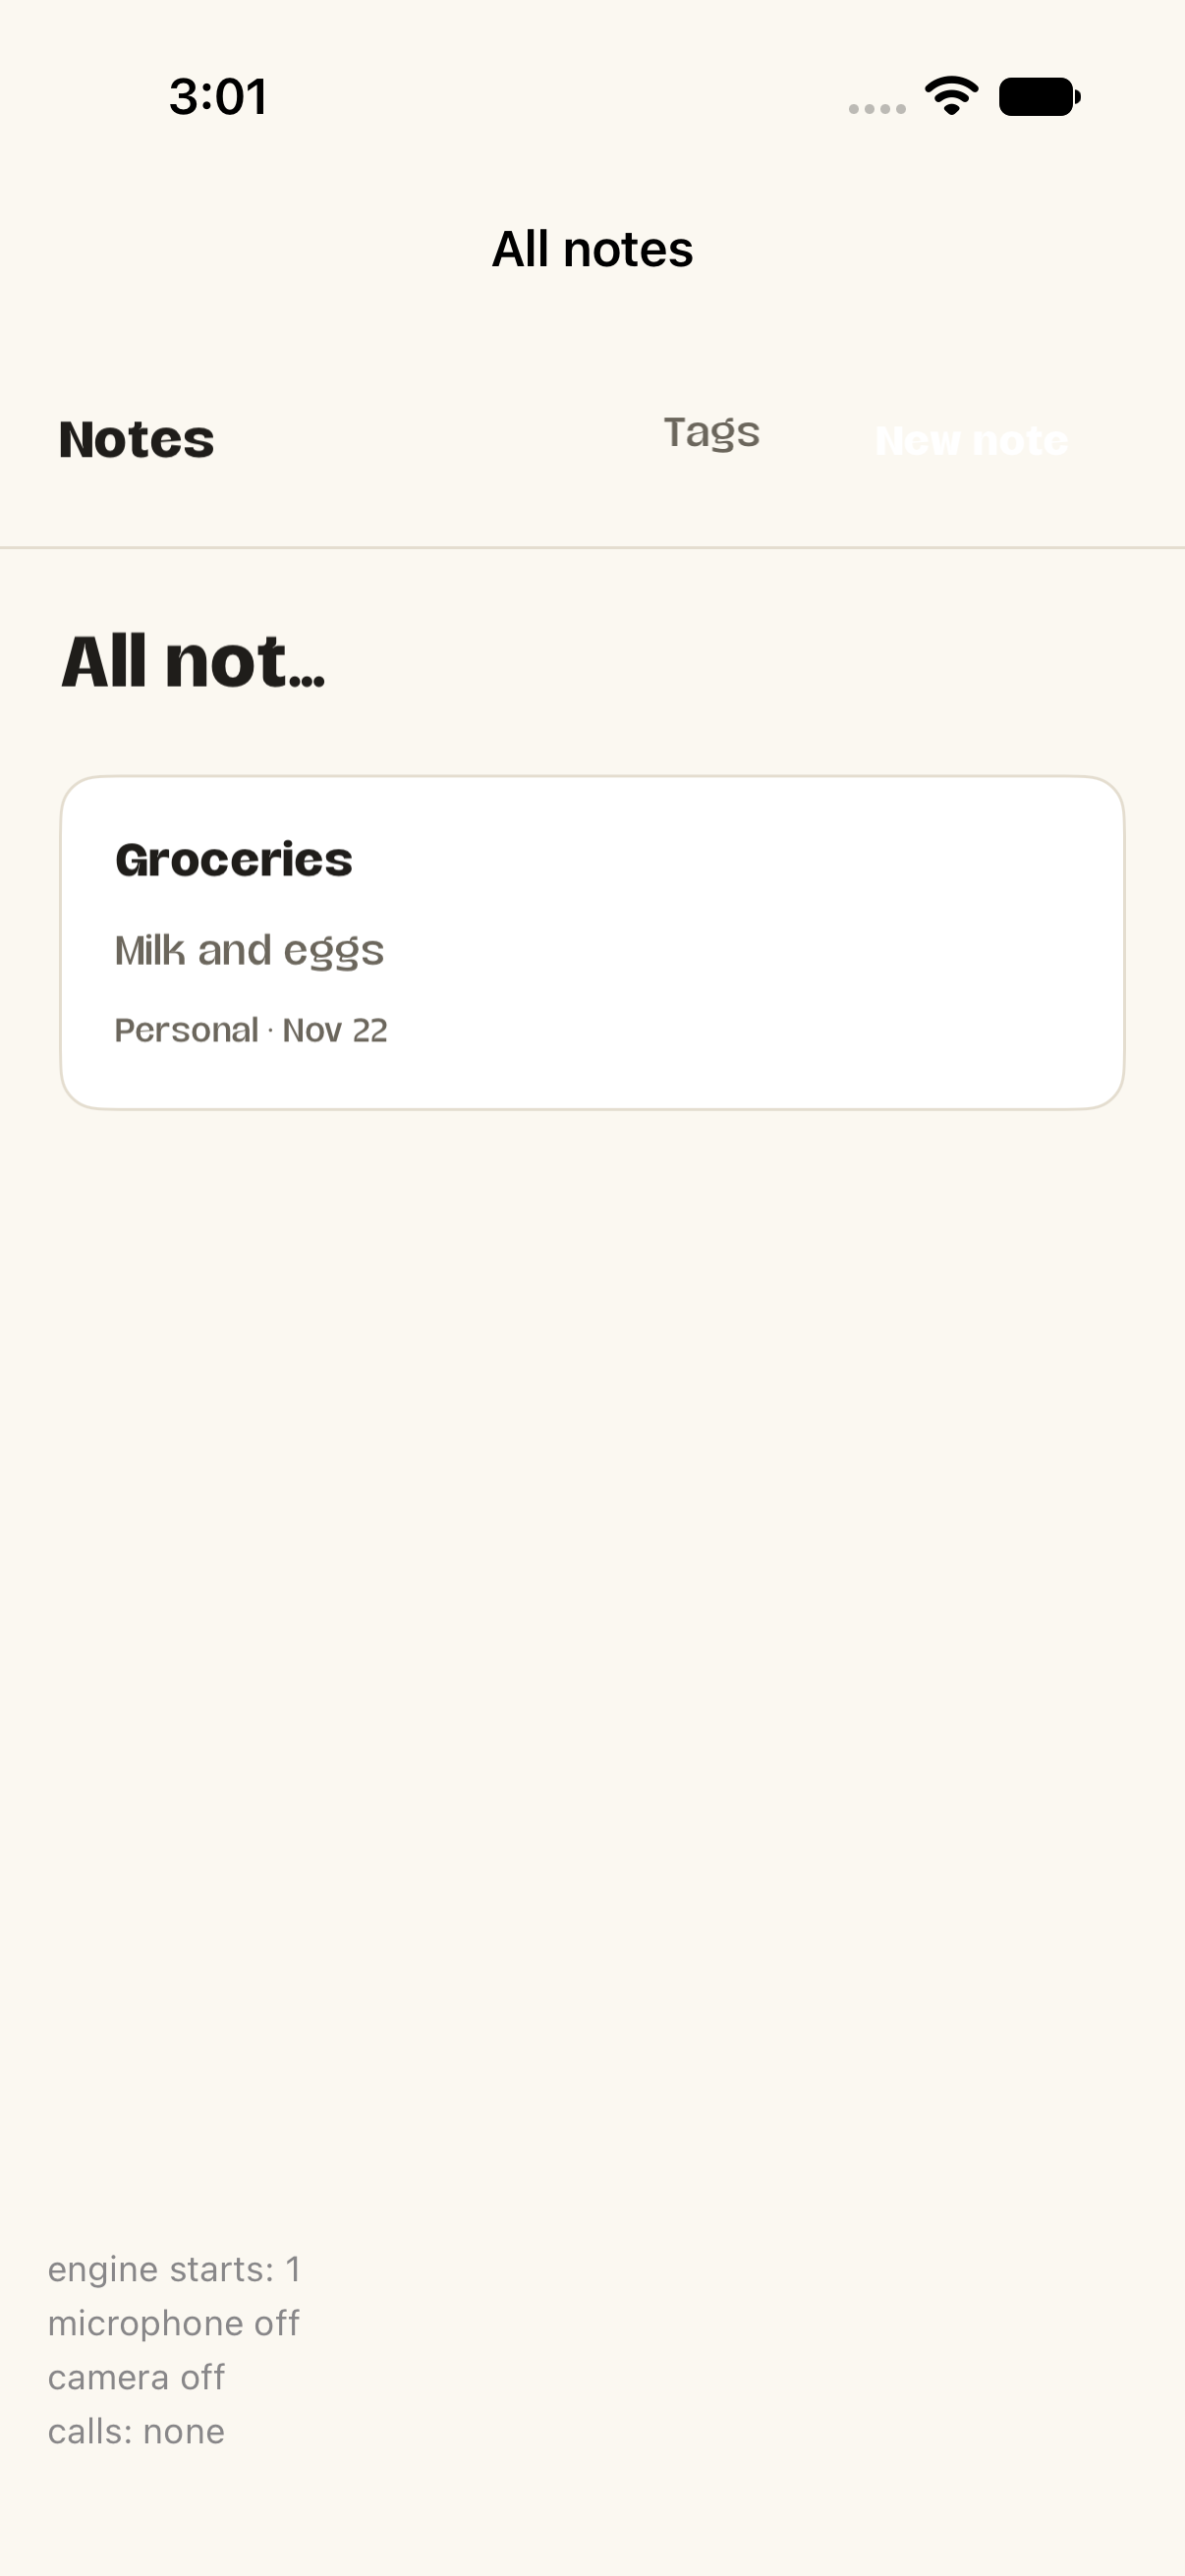 3:01
All notes
Notes Tags New note
All not...
Groceries
Milk and eggs
Personal · Nov 22
engine starts: 1
microphone off
camera off
calls: none